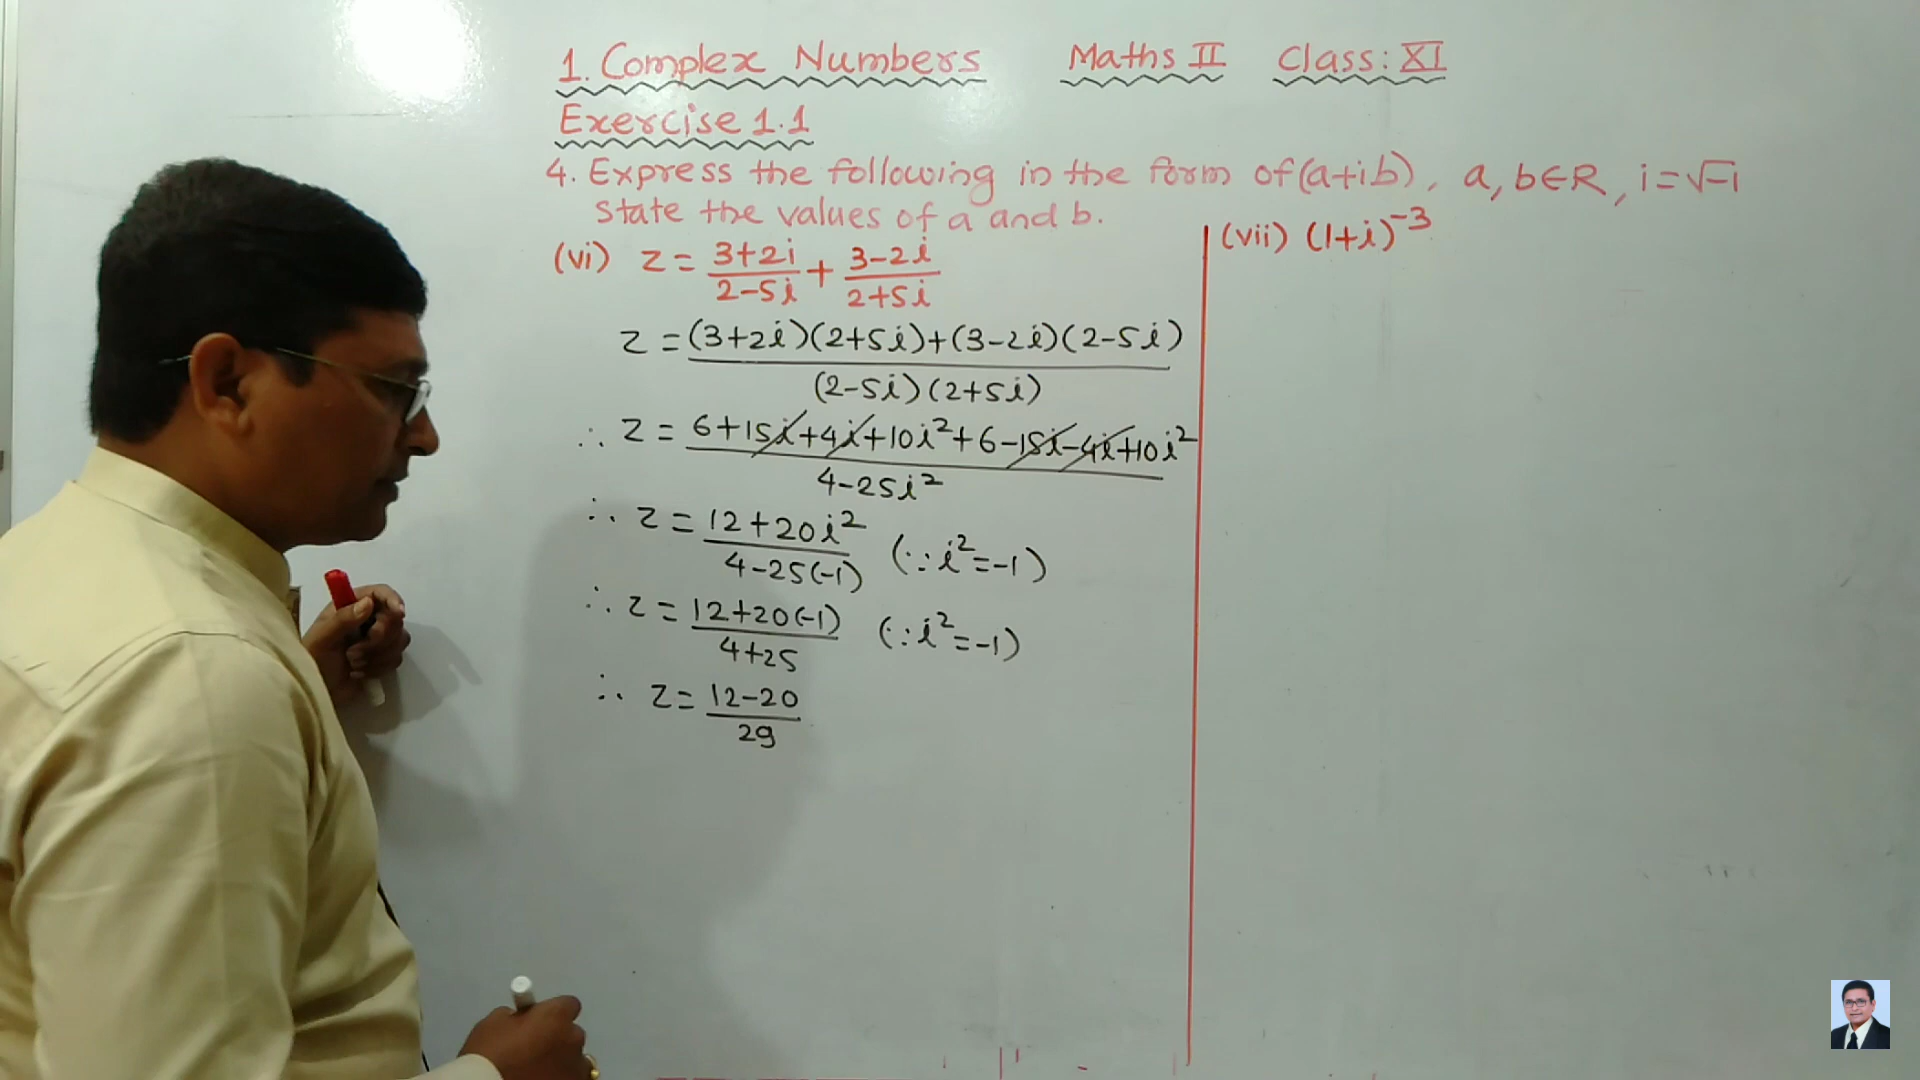 1. Complex Numbers Maths II Class: XI
Exercise 1.1
4. Express the following in the form of (a+ib), a, b∈R, i=√-1
state the values of a and b.
(vi) z = (3+2i)/(2-5i) + (3-2i)/(2+5i)
z = ((3+2i)(2+5i)+(3-2i)(2-5i))/((2-5i)(2+5i))
∴ z = (6+15i+4i+10i²+6-15i-4i+10i²)/(4-25i²)
∴ z = (12+20i²)/(4-25(-1)) (∵ i²=-1)
∴ z = (12+20(-1))/(4+25) (∵ i²=-1)
∴ z = (12-20)/29
(vii) (1+i)⁻³